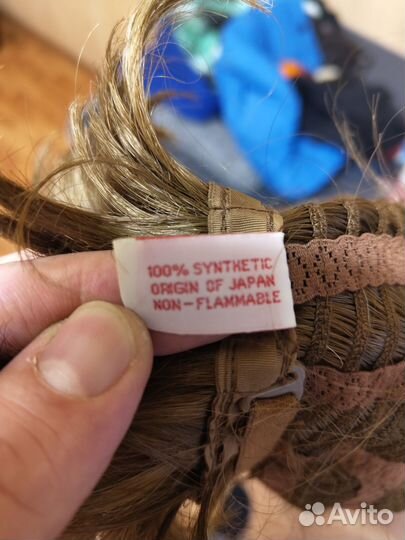 100% SYNTHETIC
ORIGIN OF JAPAN
NON-FLAMMABLE
Avito